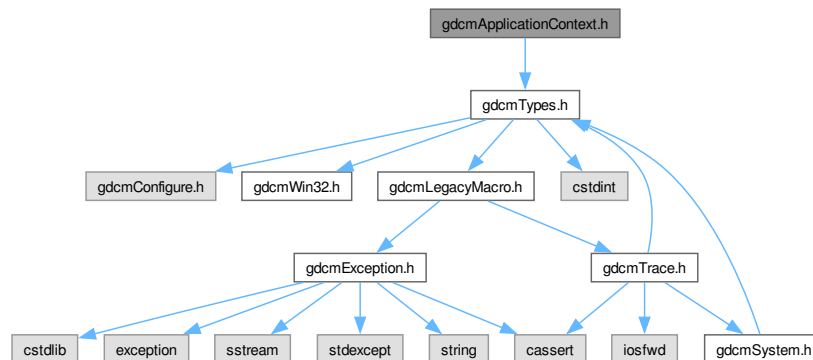 gdcmApplicationContext.h
gdcmTypes.h
gdcmConfigure.h
gdcmWin32.h
gdcmLegacyMacro.h
cstdint
gdcmException.h
gdcmTrace.h
cstdlib
exception
sstream
stdexcept
string
cassert
iosfwd
gdcmSystem.h